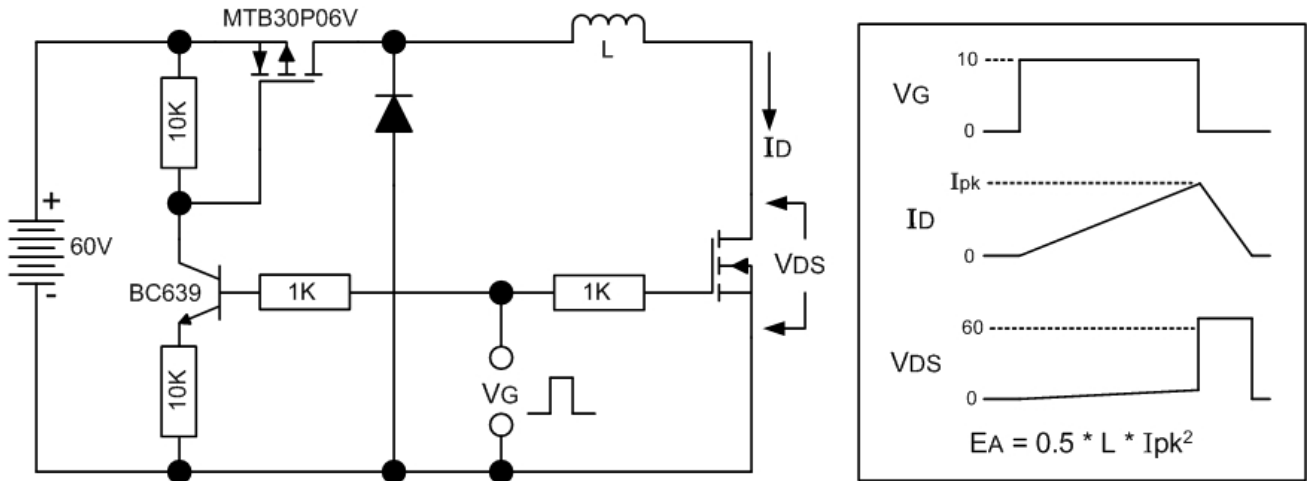 MTB30P06V
L
10K
ID
+
60V
-
BC639
1K
1K
VDS
10K
VG
10
VG
0
Ipk
ID
0
60
VDS
0
EA = 0.5 * L * Ipk²